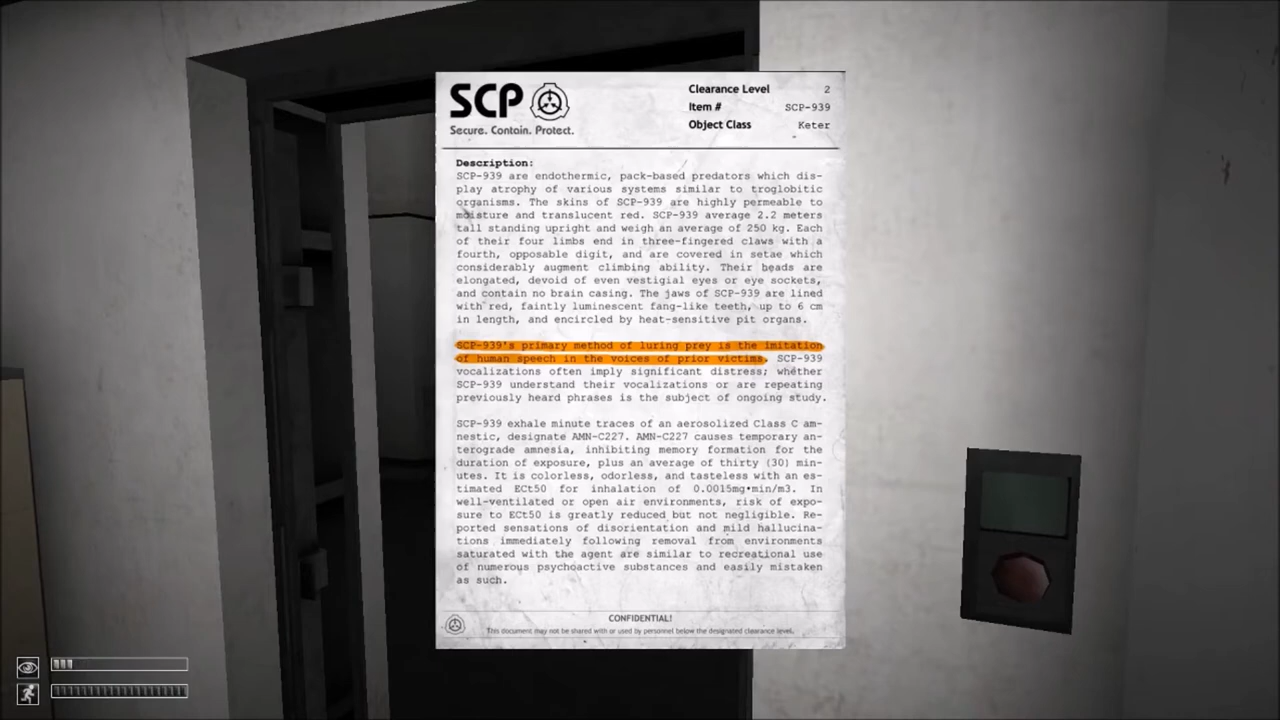 SCP
Secure. Contain. Protect.
Clearance Level 2
Item # SCP-939
Object Class Keter
Description:
SCP-939 are endothermic, pack-based predators which dis-
play atrophy of various systems similar to troglobitic
organisms. The skins of SCP-939 are highly permeable to
moisture and translucent red. SCP-939 average 2.2 meters
tall standing upright and weigh an average of 250 kg. Each
of their four limbs end in three-fingered claws with a
fourth, opposable digit, and are covered in setae which
considerably augment climbing ability. Their heads are
elongated, devoid of even vestigial eyes or eye sockets,
and contain no brain casing. The jaws of SCP-939 are lined
with red, faintly luminescent fang-like teeth, up to 6 cm
in length, and encircled by heat-sensitive pit organs.
SCP-939's primary method of luring prey is the imitation
of human speech in the voices of prior victims. SCP-939
vocalizations often imply significant distress; whether
SCP-939 understand their vocalizations or are repeating
previously heard phrases is the subject of ongoing study.
SCP-939 exhale minute traces of an aerosolized Class C am-
nestic, designate AMN-C227. AMN-C227 causes temporary an-
terograde amnesia, inhibiting memory formation for the
duration of exposure, plus an average of thirty (30) min-
utes. It is colorless, odorless, and tasteless with an es-
timated ECt50 for inhalation of 0.0015mg•min/m3. In
well-ventilated or open air environments, risk of expo-
sure to ECt50 is greatly reduced but not negligible. Re-
ported sensations of disorientation and mild hallucina-
tions immediately following removal from environments
saturated with the agent are similar to recreational use
of numerous psychoactive substances and easily mistaken
as such.
CONFIDENTIAL!
This document may not be shared with or used by personnel below the designated clearance level.